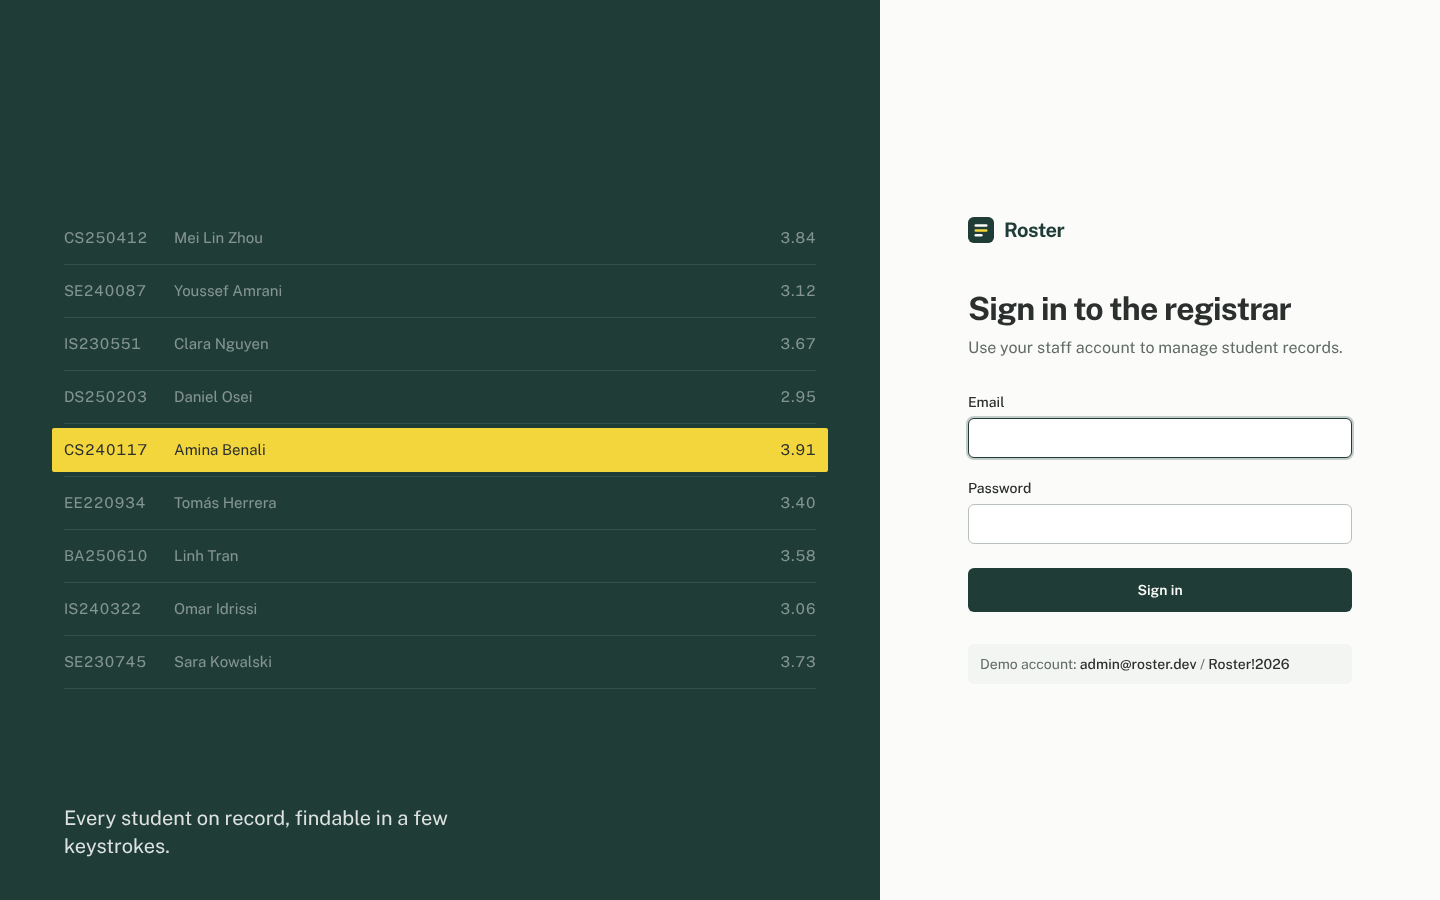 CS250412 Mei Lin Zhou 3.84
SE240087 Youssef Amrani 3.12
IS230551 Clara Nguyen 3.67
DS250203 Daniel Osei 2.95
CS240117 Amina Benali 3.91
EE220934 Tomás Herrera 3.40
BA250610 Linh Tran 3.58
IS240322 Omar Idrissi 3.06
SE230745 Sara Kowalski 3.73
Every student on record, findable in a few
keystrokes.
Roster
Sign in to the registrar
Use your staff account to manage student records.
Email
Password
Sign in
Demo account: admin@roster.dev / Roster!2026